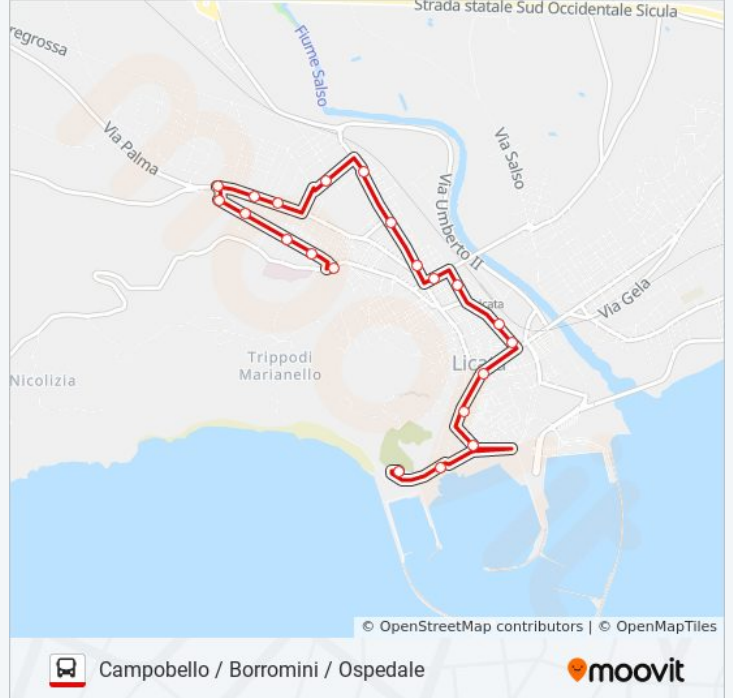 Strada statale Sud Occidentale Sicula
regrossa
Fiume Salso
Via Palma
Via Salso
Via Umberto II
icata
Via Gela
Licata
Trippodi
Marianello
Nicolizia
© OpenStreetMap contributors | © OpenMapTiles
Campobello / Borromini / Ospedale
moovit